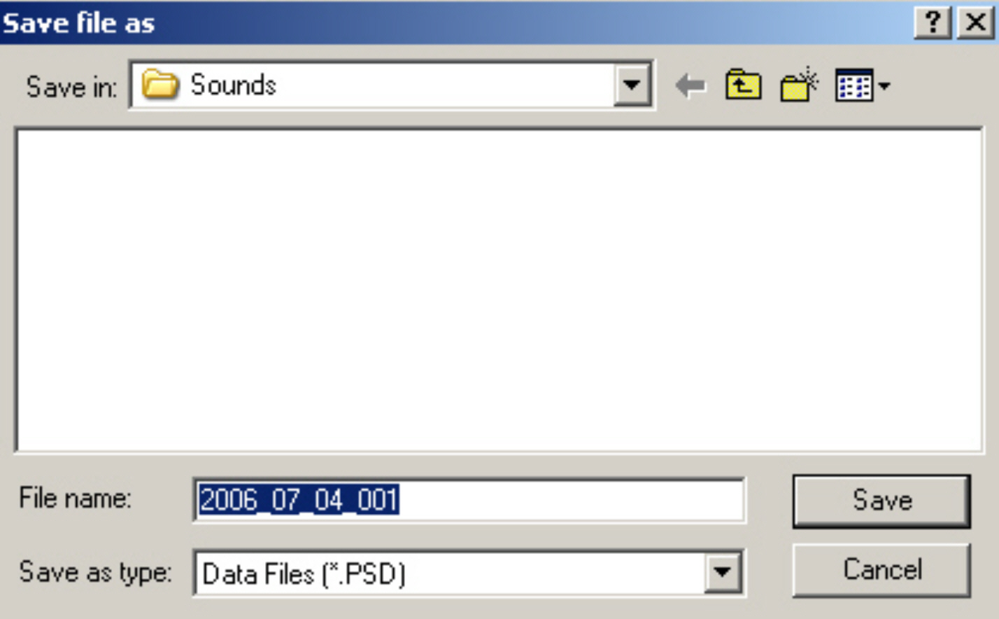 Save file as
Save in: Sounds
File name: 2006_07_04_001 Save
Save as type: Data Files (*.PSD) Cancel